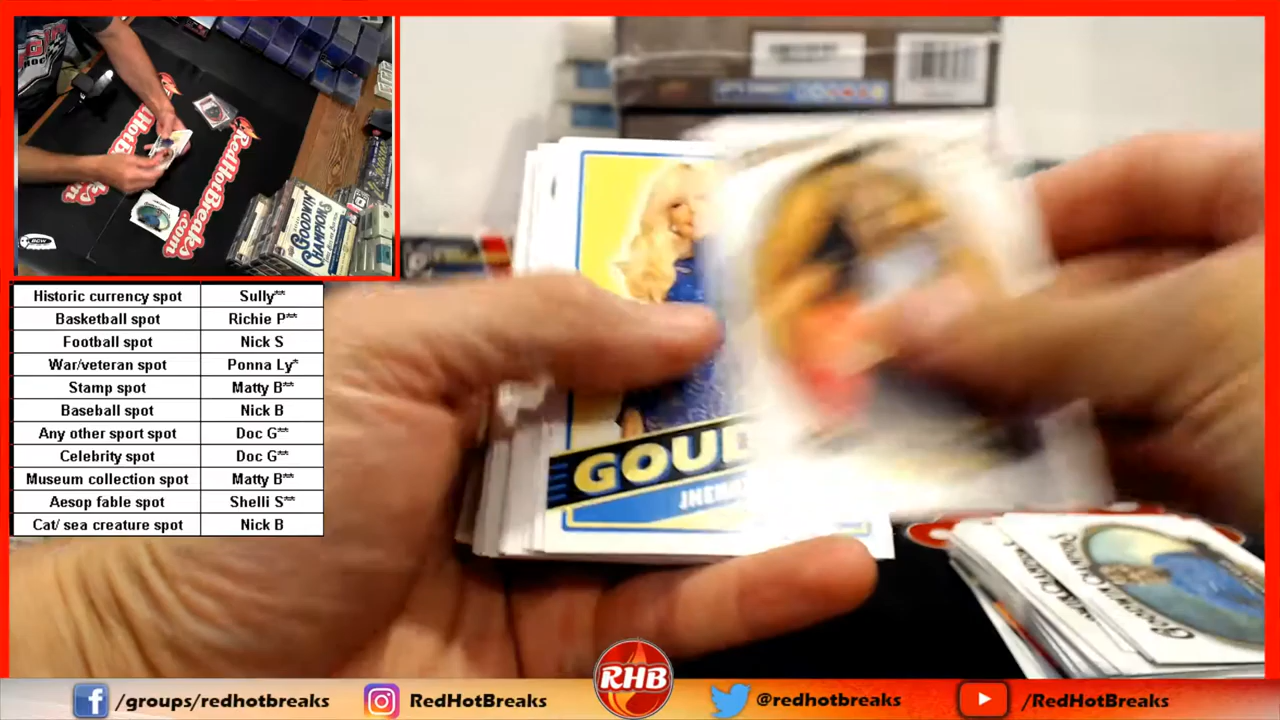 RedHotBreaks.com
GOODWIN
CHAMPIONS
Historic currency spot Sully**
Basketball spot Richie P**
Football spot Nick S
War/veteran spot Ponna Ly*
Stamp spot Matty B**
Baseball spot Nick B
Any other sport spot Doc G**
Celebrity spot Doc G**
Museum collection spot Matty B**
Aesop fable spot Shelli S**
Cat/ sea creature spot Nick B
GOUD
RHB
/groups/redhotbreaks RedHotBreaks @redhotbreaks /RedHotBreaks